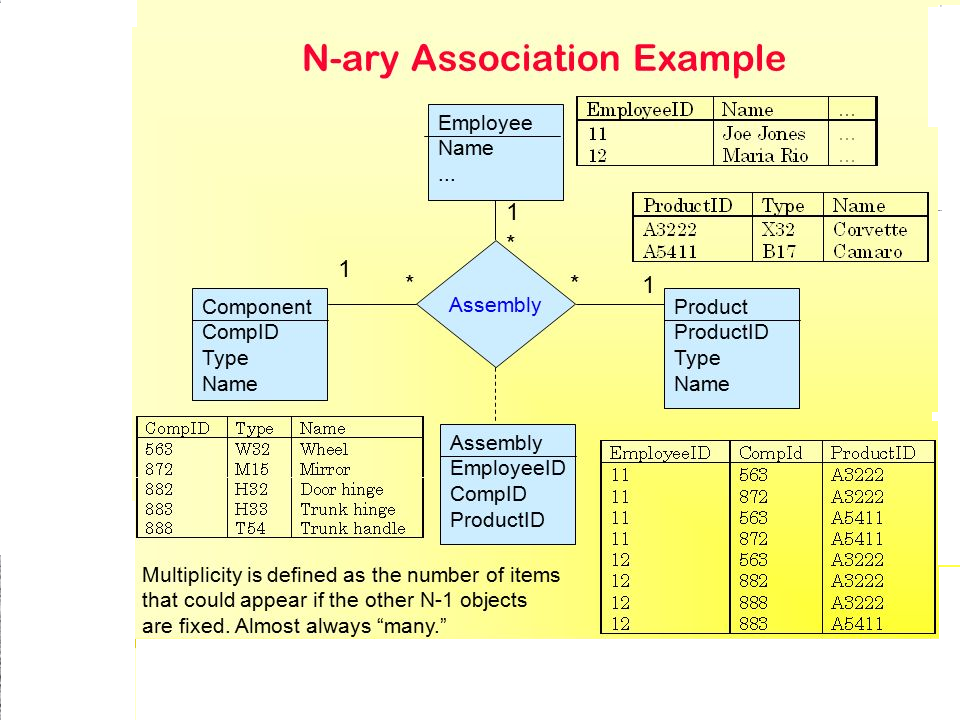 N-ary Association Example
Employee
Name
...
EmployeeID Name ...
11 Joe Jones ...
12 Maria Rio ...
ProductID Type Name
A3222 X32 Corvette
A5411 B17 Camaro
1
*
1
*
*
1
Component
CompID
Type
Name
Assembly
Product
ProductID
Type
Name
CompID Type Name
563 W32 Wheel
872 M15 Mirror
882 H32 Door hinge
883 H33 Trunk hinge
888 T54 Trunk handle
Assembly
EmployeeID
CompID
ProductID
EmployeeID CompId ProductID
11 563 A3222
11 872 A3222
11 563 A5411
11 872 A5411
12 563 A3222
12 882 A3222
12 888 A3222
12 883 A5411
Multiplicity is defined as the number of items
that could appear if the other N-1 objects
are fixed. Almost always “many.”